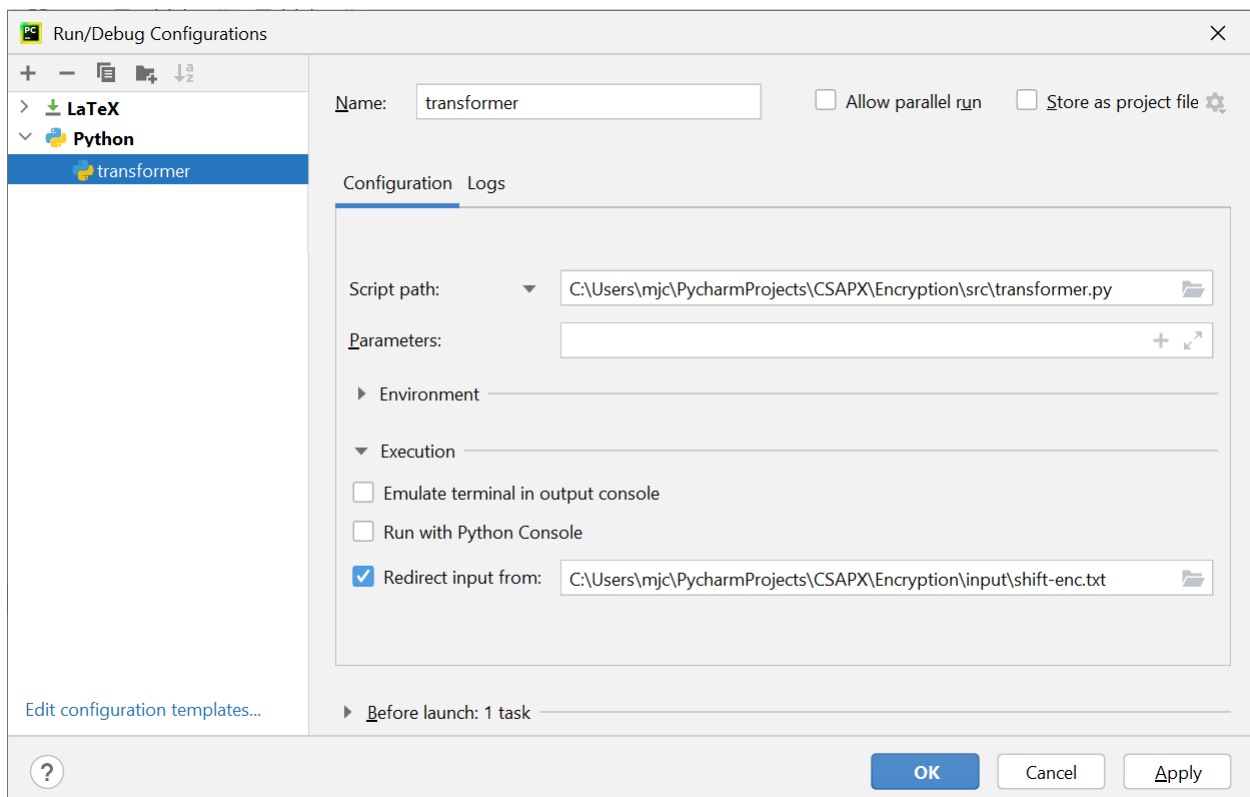 Run/Debug Configurations
LaTeX
Python
transformer
Edit configuration templates...
Name: transformer Allow parallel run Store as project file
Configuration Logs
Script path: C:\Users\mjc\PycharmProjects\CSAPX\Encryption\src\transformer.py
Parameters:
Environment
Execution
Emulate terminal in output console
Run with Python Console
Redirect input from: C:\Users\mjc\PycharmProjects\CSAPX\Encryption\input\shift-enc.txt
Before launch: 1 task
? OK Cancel Apply